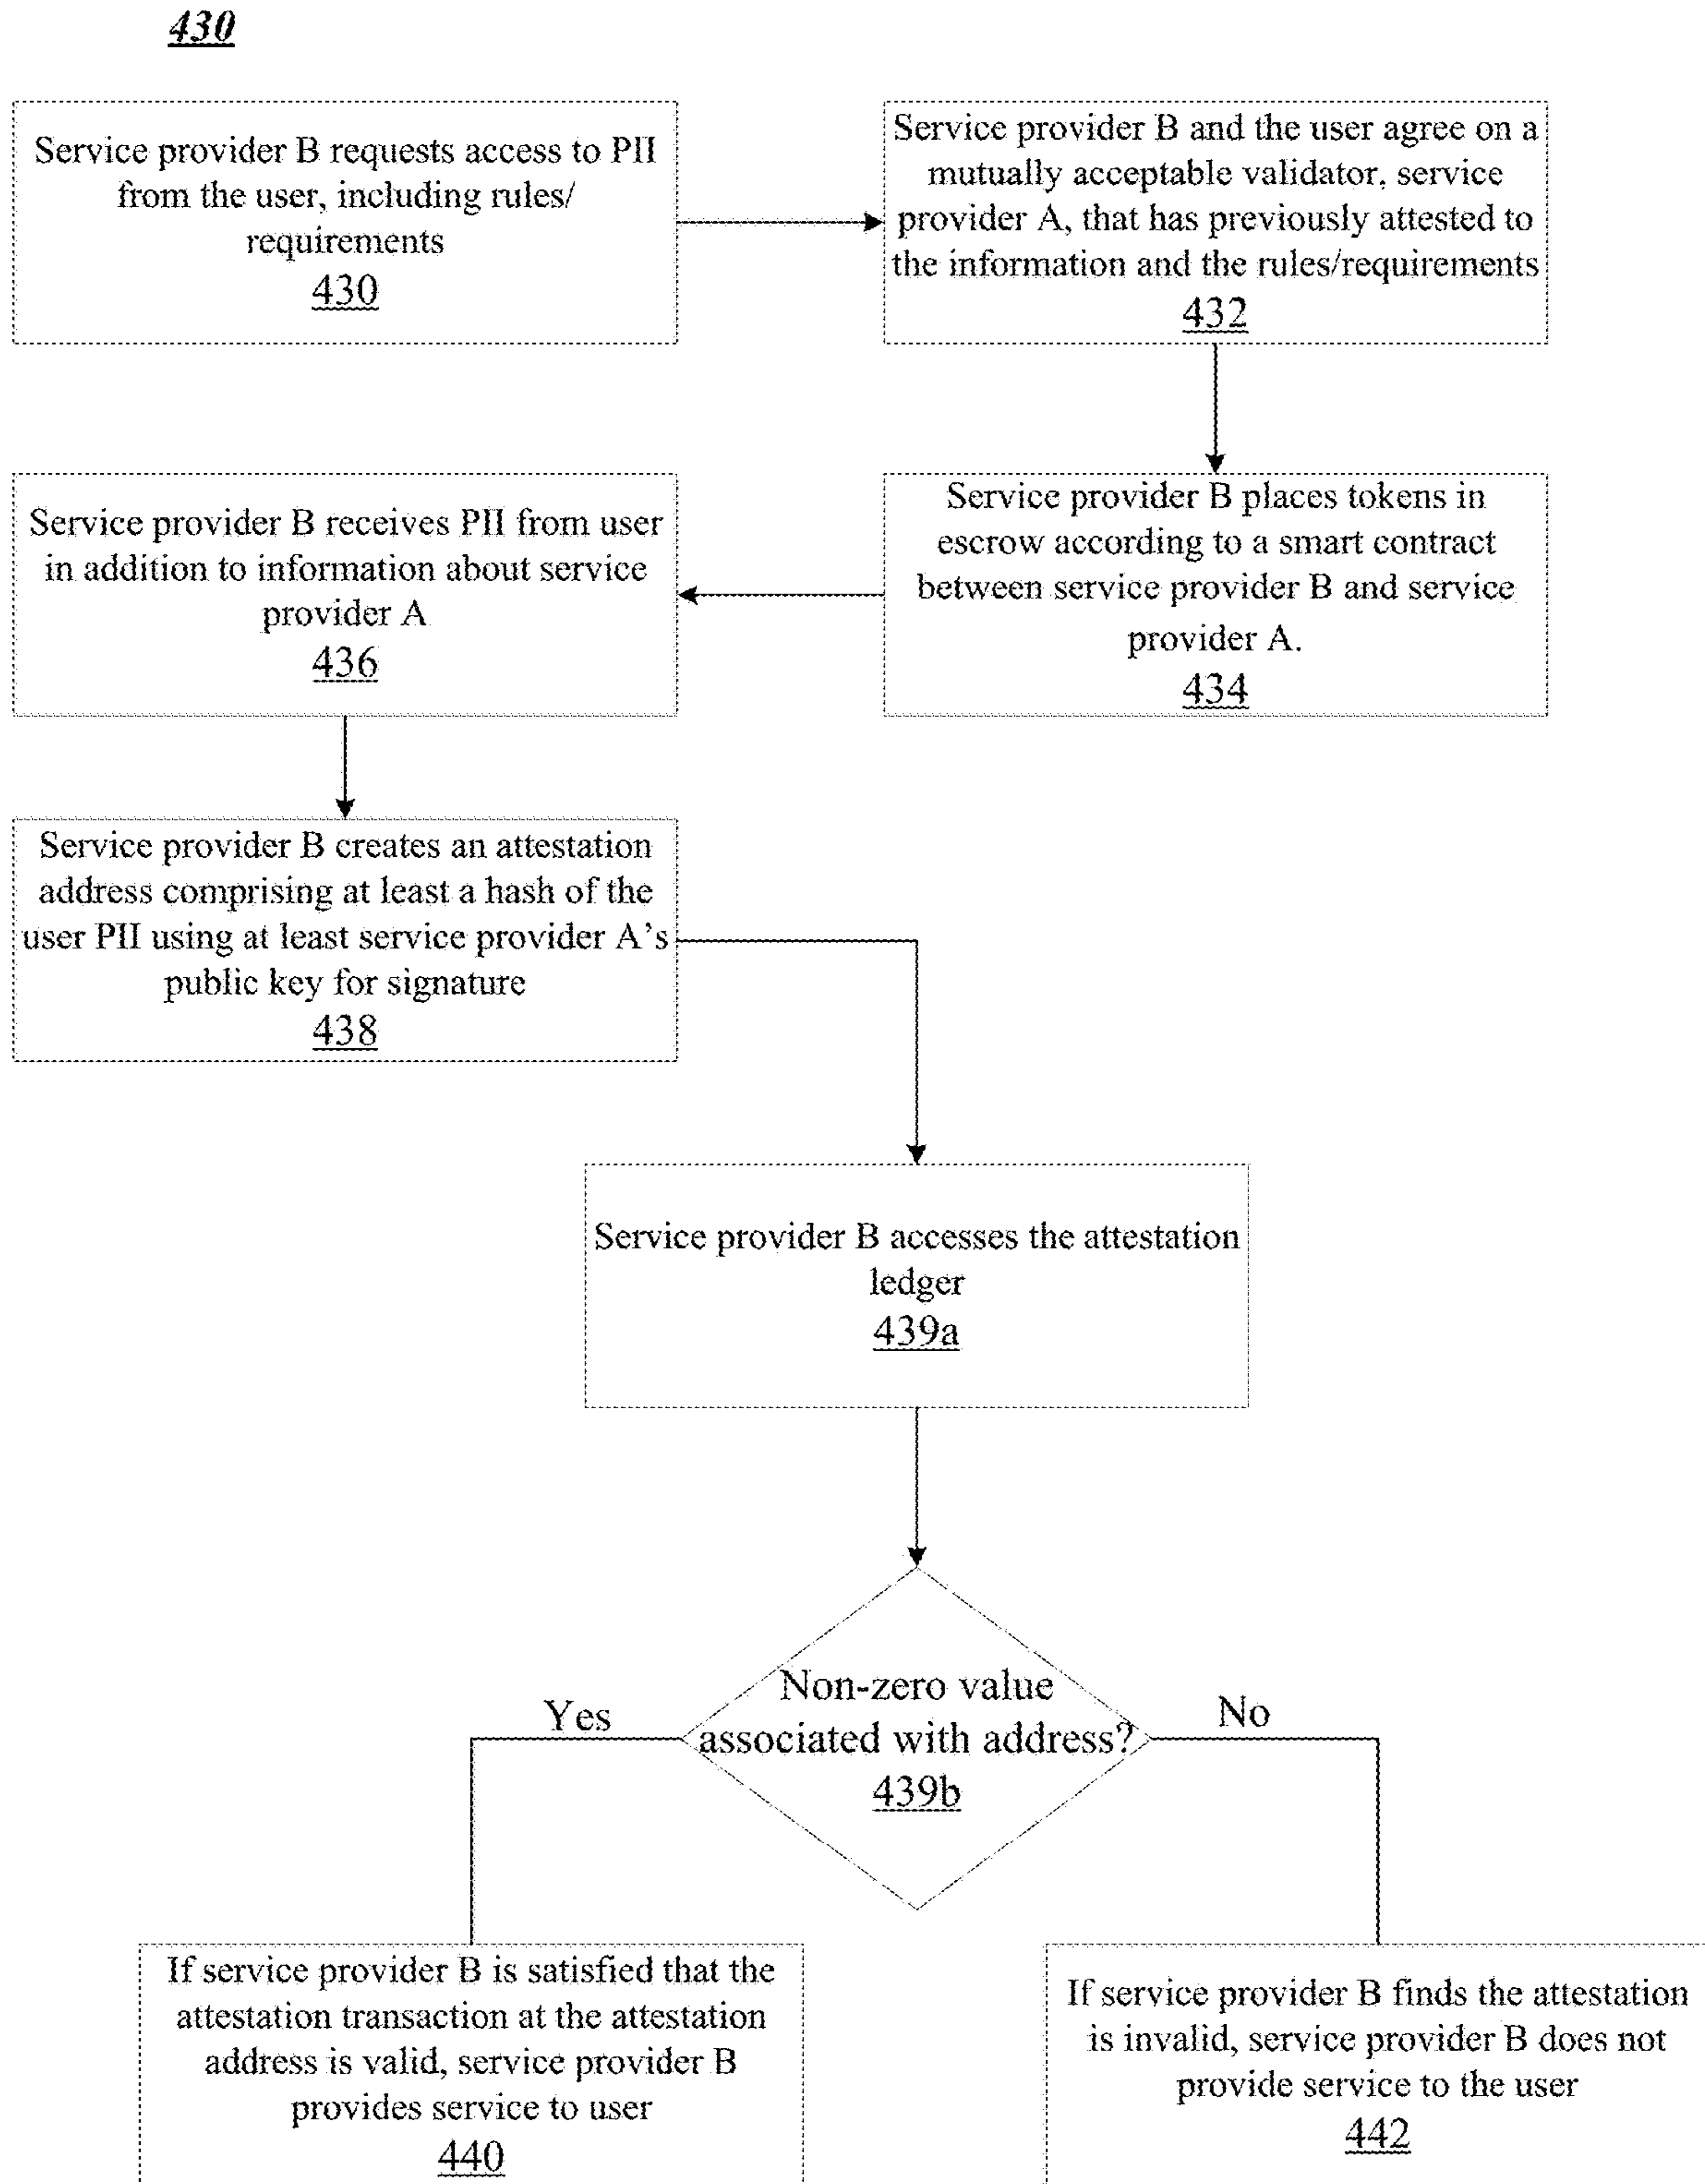 430
Service provider B requests access to PII
from the user, including rules/
requirements
430
Service provider B and the user agree on a
mutually acceptable validator, service
provider A, that has previously attested to
the information and the rules/requirements
432
Service provider B places tokens in
escrow according to a smart contract
between service provider B and service
provider A.
434
Service provider B receives PII from user
in addition to information about service
provider A
436
Service provider B creates an attestation
address comprising at least a hash of the
user PII using at least service provider A's
public key for signature
438
Service provider B accesses the attestation
ledger
439a
Non-zero value
associated with address?
439b
Yes
No
If service provider B is satisfied that the
attestation transaction at the attestation
address is valid, service provider B
provides service to user
440
If service provider B finds the attestation
is invalid, service provider B does not
provide service to the user
442